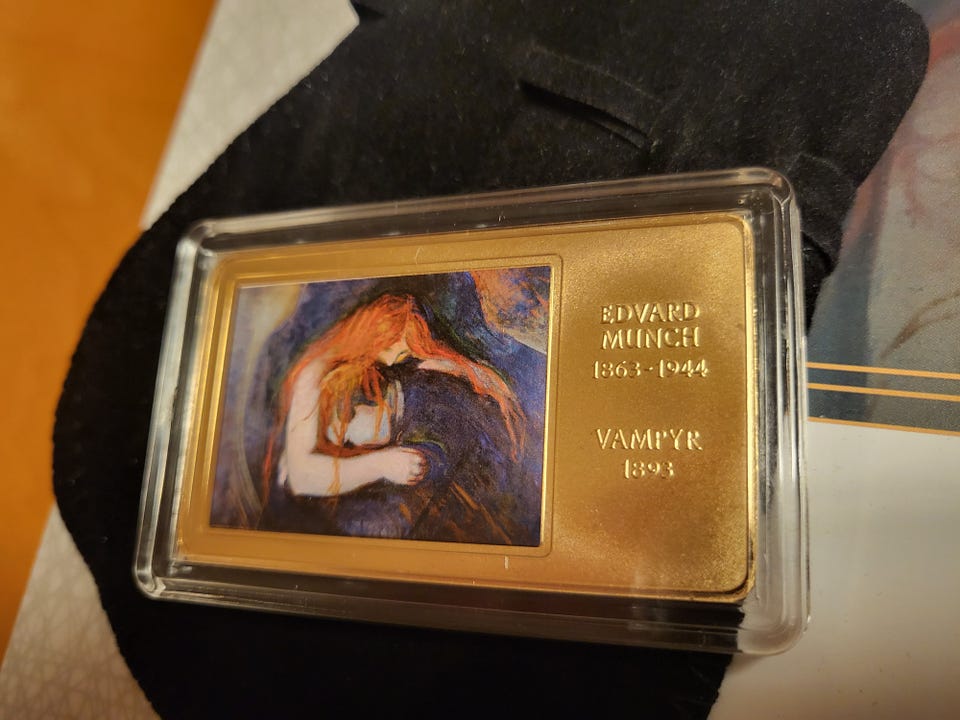 EDVARD
MUNCH
1863-1944
VAMPYR
1893